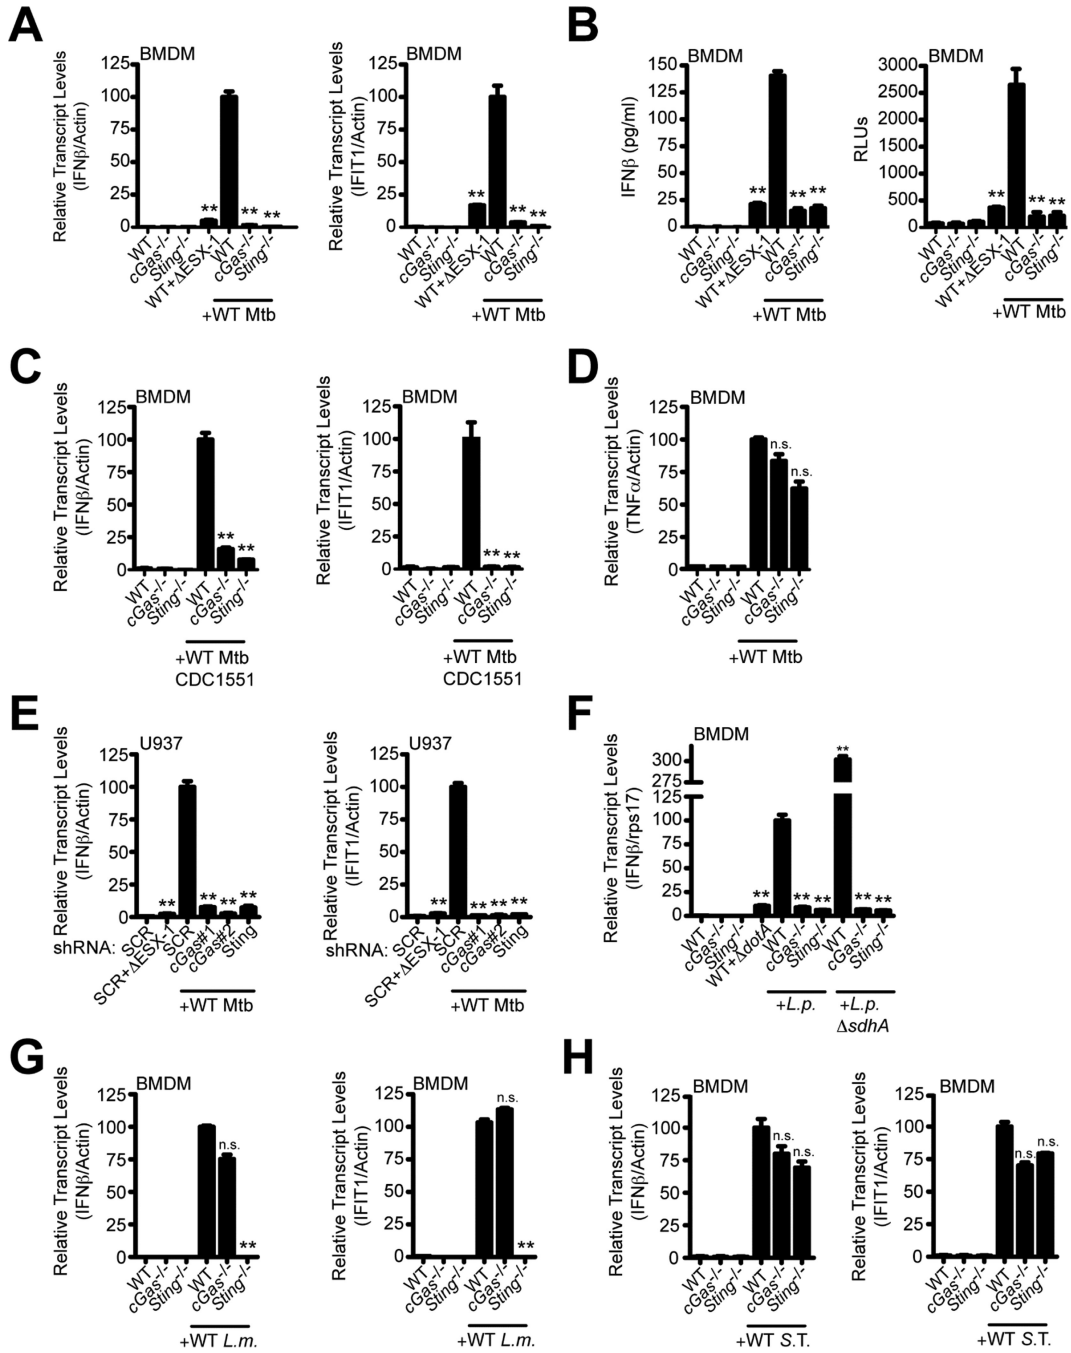 A
BMDM
Relative Transcript Levels
(IFNβ/Actin)
125
100
75
50
25
0
**
**
**
WT
cGas-/-
Sting-/-
WT+ΔESX-1
WT
cGas-/-
Sting-/-
+WT Mtb
BMDM
Relative Transcript Levels
(IFIT1/Actin)
125
100
75
50
25
0
**
**
**
WT
cGas-/-
Sting-/-
WT+ΔESX-1
WT
cGas-/-
Sting-/-
+WT Mtb
B
BMDM
IFNβ (pg/ml)
150
125
100
75
50
25
0
**
**
**
WT
cGas-/-
Sting-/-
WT+ΔESX-1
WT
cGas-/-
Sting-/-
+WT Mtb
BMDM
RLUs
3000
2500
2000
1500
1000
500
0
**
**
**
WT
cGas-/-
Sting-/-
WT+ΔESX-1
WT
cGas-/-
Sting-/-
+WT Mtb
C
BMDM
Relative Transcript Levels
(IFNβ/Actin)
125
100
75
50
25
0
**
**
WT
cGas-/-
Sting-/-
WT
cGas-/-
Sting-/-
+WT Mtb
CDC1551
BMDM
Relative Transcript Levels
(IFIT1/Actin)
125
100
75
50
25
0
**
**
WT
cGas-/-
Sting-/-
WT
cGas-/-
Sting-/-
+WT Mtb
CDC1551
D
BMDM
Relative Transcript Levels
(TNFα/Actin)
125
100
75
50
25
0
n.s.
n.s.
WT
cGas-/-
Sting-/-
WT
cGas-/-
Sting-/-
+WT Mtb
E
U937
Relative Transcript Levels
(IFNβ/Actin)
125
100
75
50
25
0
**
**
**
**
shRNA:
SCR
SCR+ΔESX-1
SCR
cGas#1
cGas#2
Sting
+WT Mtb
U937
Relative Transcript Levels
(IFIT1/Actin)
125
100
75
50
25
0
**
**
**
**
shRNA:
SCR
SCR+ΔESX-1
SCR
cGas#1
cGas#2
Sting
+WT Mtb
F
BMDM
Relative Transcript Levels
(IFNβ/rps17)
300
275
125
100
75
50
25
0
**
**
**
**
**
**
WT
cGas-/-
Sting-/-
WT+ΔdotA
WT
cGas-/-
Sting-/-
WT
cGas-/-
Sting-/-
+L.p.
+L.p.
ΔsdhA
G
BMDM
Relative Transcript Levels
(IFNβ/Actin)
125
100
75
50
25
0
n.s.
**
WT
cGas-/-
Sting-/-
WT
cGas-/-
Sting-/-
+WT L.m.
BMDM
Relative Transcript Levels
(IFIT1/Actin)
125
100
75
50
25
0
n.s.
**
WT
cGas-/-
Sting-/-
WT
cGas-/-
Sting-/-
+WT L.m.
H
BMDM
Relative Transcript Levels
(IFNβ/Actin)
125
100
75
50
25
0
n.s.
n.s.
WT
cGas-/-
Sting-/-
WT
cGas-/-
Sting-/-
+WT S.T.
BMDM
Relative Transcript Levels
(IFIT1/Actin)
125
100
75
50
25
0
n.s.
n.s.
WT
cGas-/-
Sting-/-
WT
cGas-/-
Sting-/-
+WT S.T.